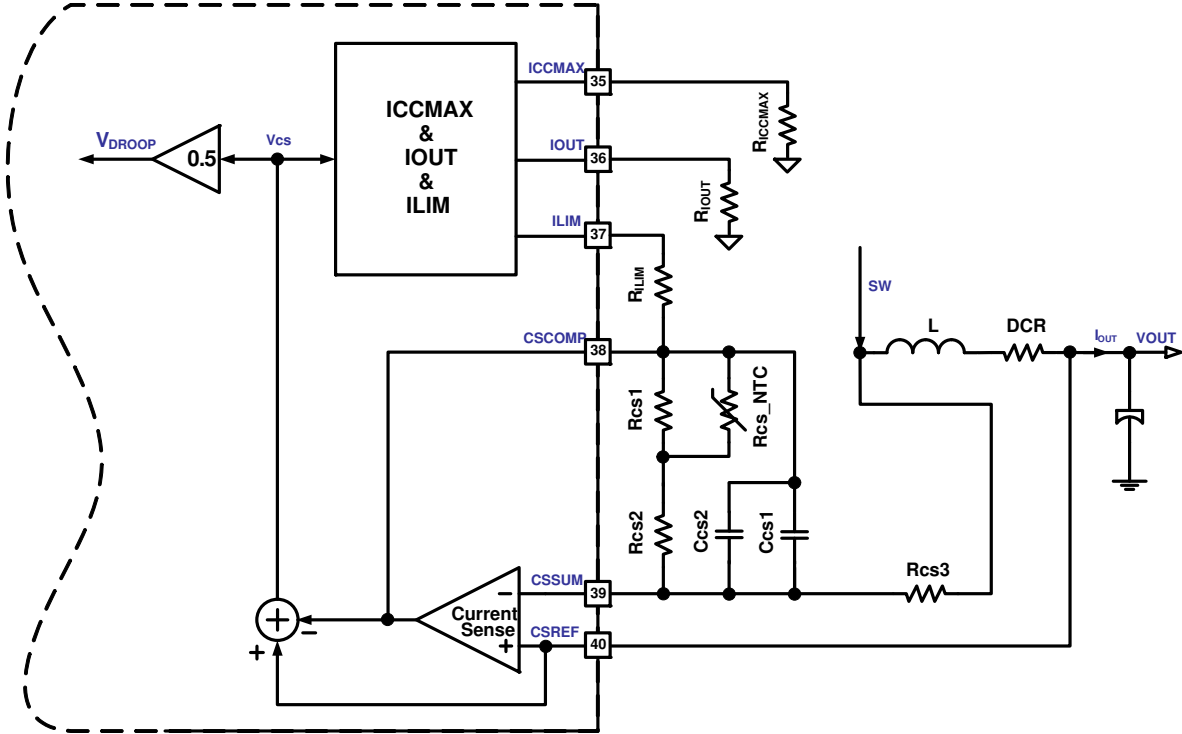 ICCMAX
35
RICCMAX
ICCMAX
&
IOUT
&
ILIM
VDROOP
0.5
Vcs
IOUT
36
RIOUT
ILIM
37
RILIM
SW
CSCOMP
38
L
DCR
IOUT
VOUT
Rcs1
Rcs_NTC
Rcs2
Ccs2
Ccs1
CSSUM
39
Rcs3
Current
Sense
-
+
CSREF
40
+
−
+